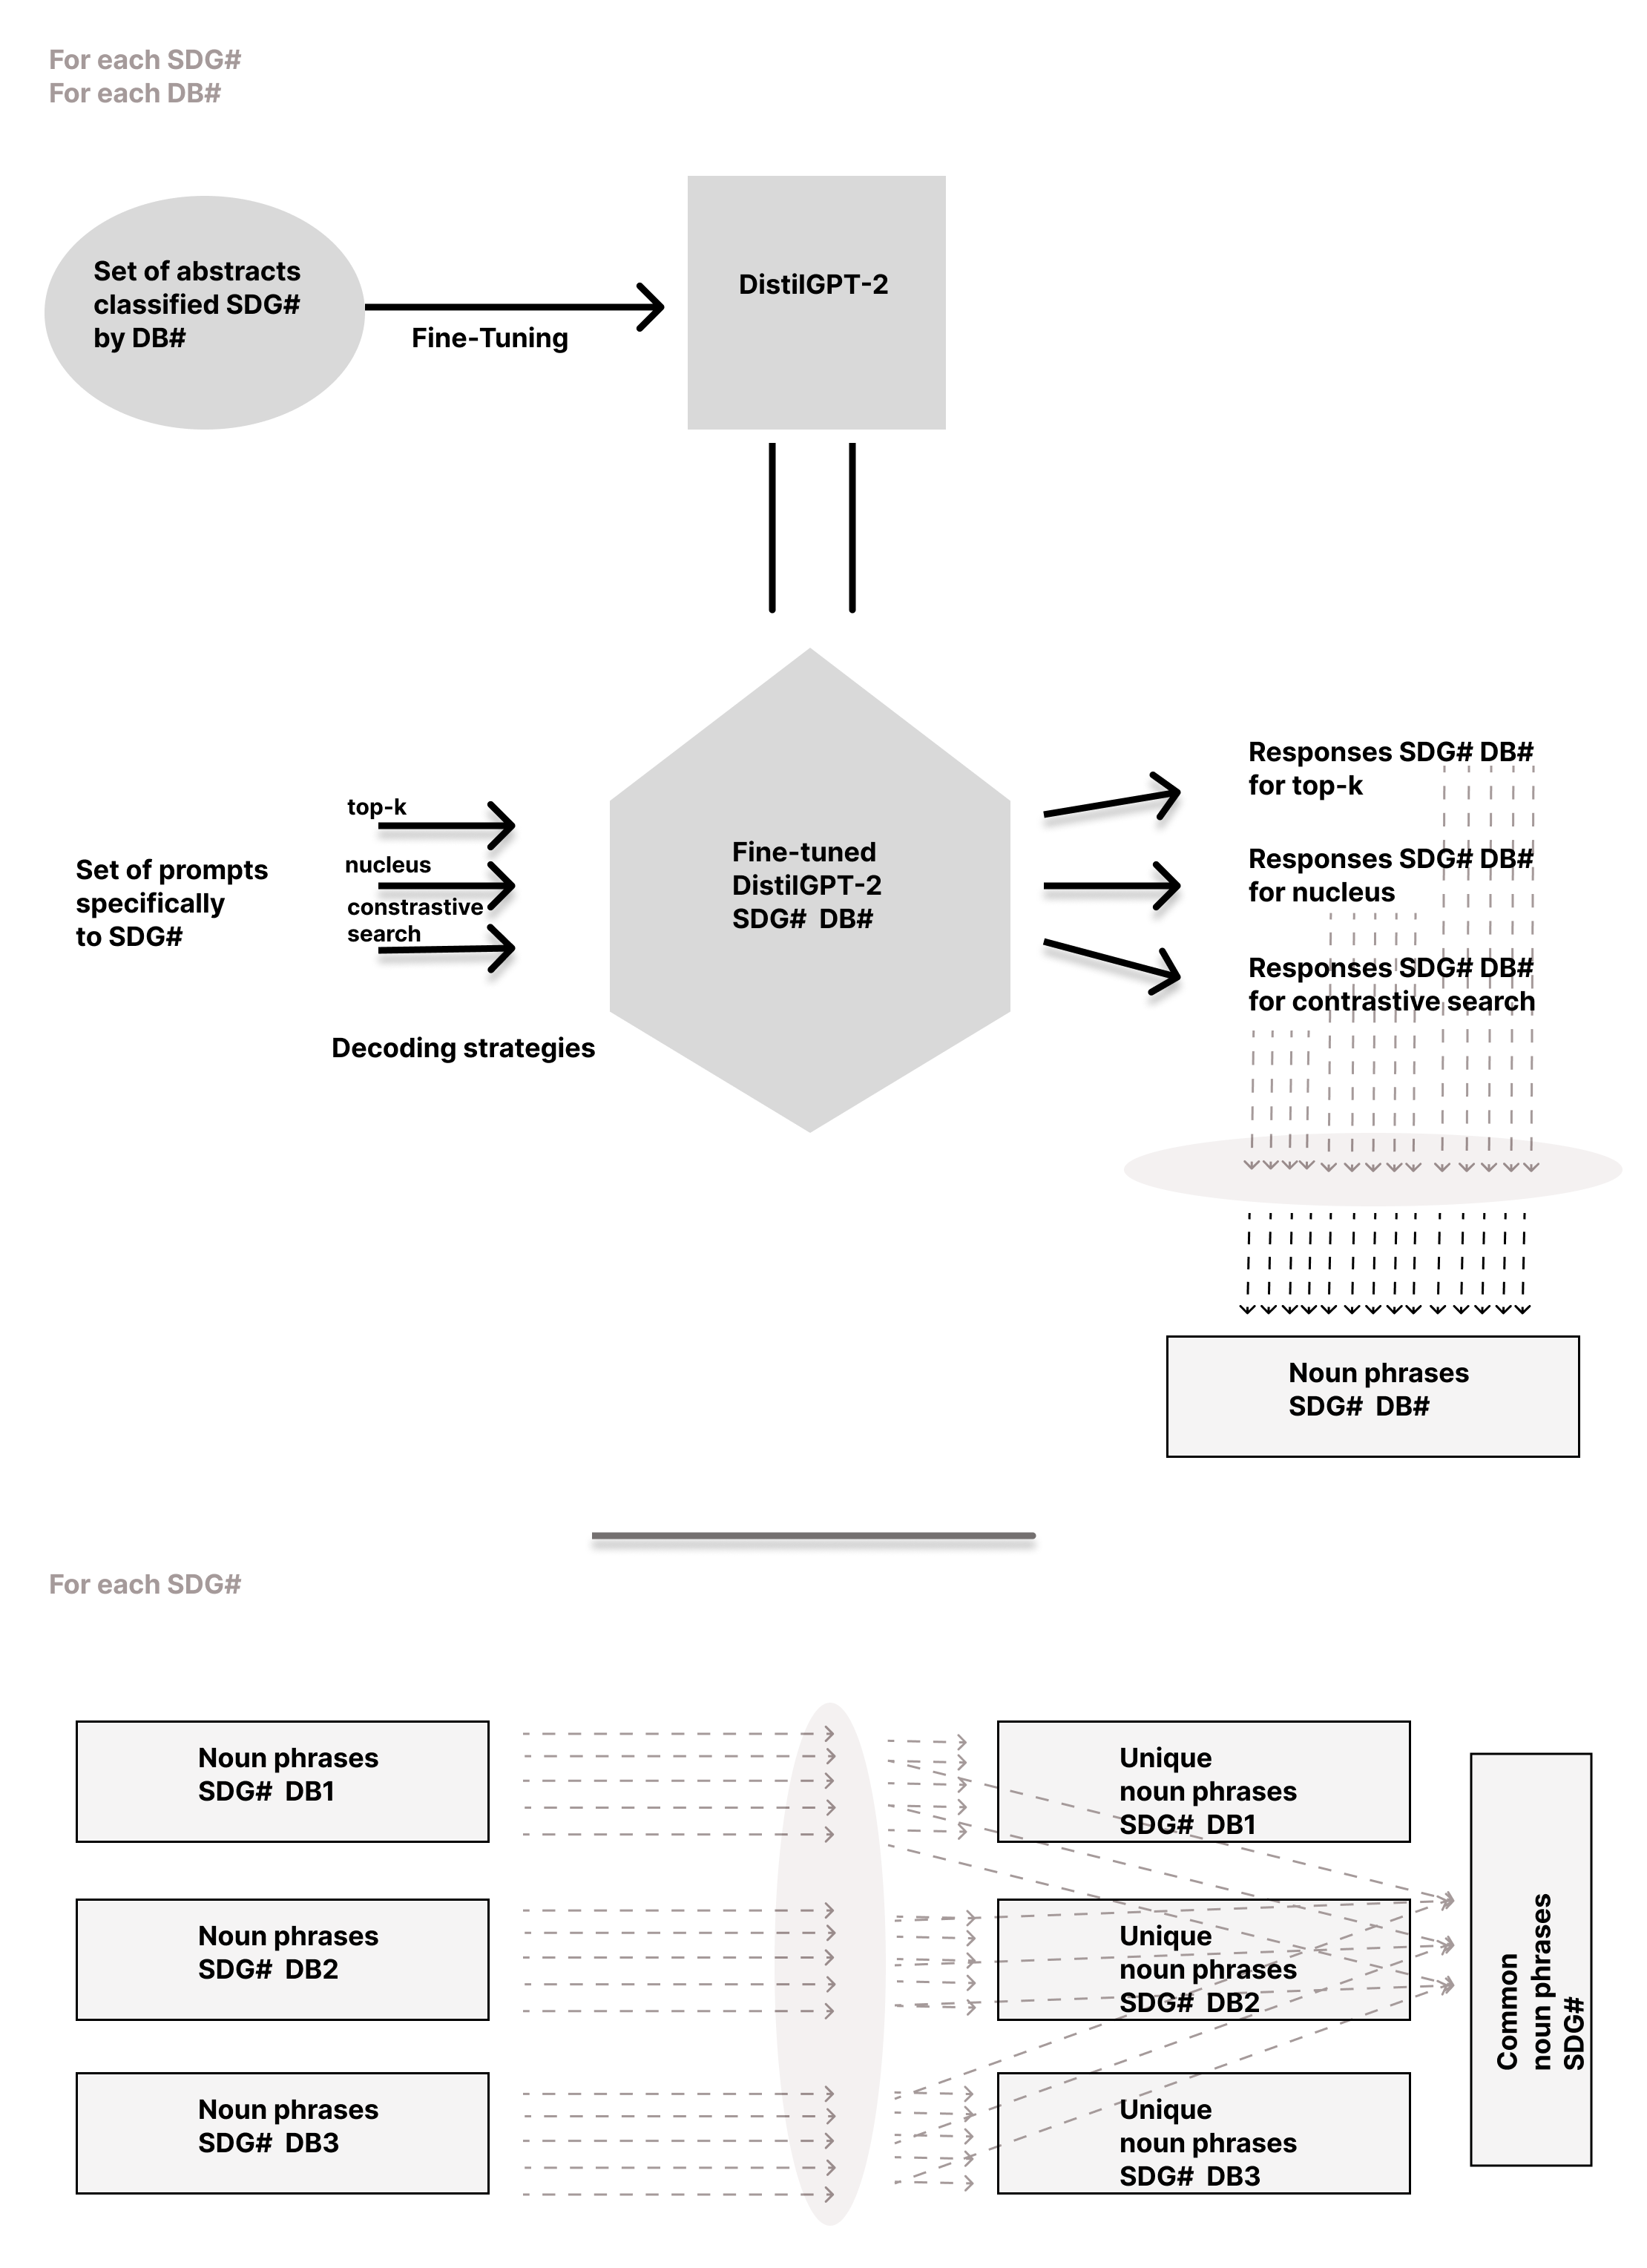 For each SDG#
For each DB#
Set of abstracts
classified SDG#
by DB#
Fine-Tuning
DistilGPT-2
Set of prompts
specifically
to SDG#
top-k
nucleus
constrastive
search
Decoding strategies
Fine-tuned
DistilGPT-2
SDG# DB#
Responses SDG# DB#
for top-k
Responses SDG# DB#
for nucleus
Responses SDG# DB#
for contrastive search
Noun phrases
SDG# DB#
For each SDG#
Noun phrases
SDG# DB1
Unique
noun phrases
SDG# DB1
Noun phrases
SDG# DB2
Unique
noun phrases
SDG# DB2
Noun phrases
SDG# DB3
Unique
noun phrases
SDG# DB3
Common
noun phrases
SDG#